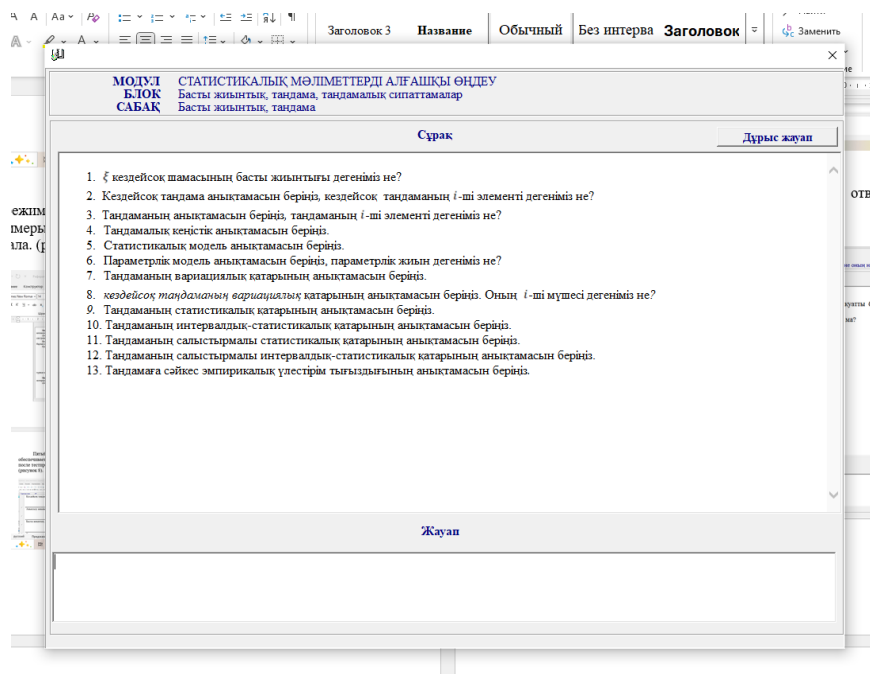 Aa
Заголовок 3
Название
Обычный
Без интерва
Заголовок
Заменить
МОДУЛ СТАТИСТИКАЛЫҚ МӘЛІМЕТТЕРДІ АЛҒАШҚЫ ӨҢДЕУ
БЛОК Басты жиынтық, таңдама, таңдамалық сипаттамалар
САБАҚ Басты жиынтық, таңдама
Сұрақ
Дұрыс жауап
1. ξ кездейсоқ шамасының басты жиынтығы дегеніміз не?
2. Кездейсоқ таңдама анықтамасын беріңіз, кездейсоқ таңдаманың i-ші элементі дегеніміз не?
3. Таңдаманың анықтамасын беріңіз, таңдаманың i-ші элементі дегеніміз не?
4. Таңдамалық кеңістік анықтамасын беріңіз.
5. Статистикалық модель анықтамасын беріңіз.
6. Параметрлік модель анықтамасын беріңіз, параметрлік жиын дегеніміз не?
7. Таңдаманың вариациялық қатарының анықтамасын беріңіз.
8. кездейсоқ таңдаманың вариациялық қатарының анықтамасын беріңіз. Оның i-ші мүшесі дегеніміз не?
9. Таңдаманың статистикалық қатарының анықтамасын беріңіз.
10. Таңдаманың интервалдық-статистикалық қатарының анықтамасын беріңіз.
11. Таңдаманың салыстырмалы статистикалық қатарының анықтамасын беріңіз.
12. Таңдаманың салыстырмалы интервалдық-статистикалық қатарының анықтамасын беріңіз.
13. Таңдамаға сәйкес эмпирикалық үлестірім тығыздығының анықтамасын беріңіз.
Жауап